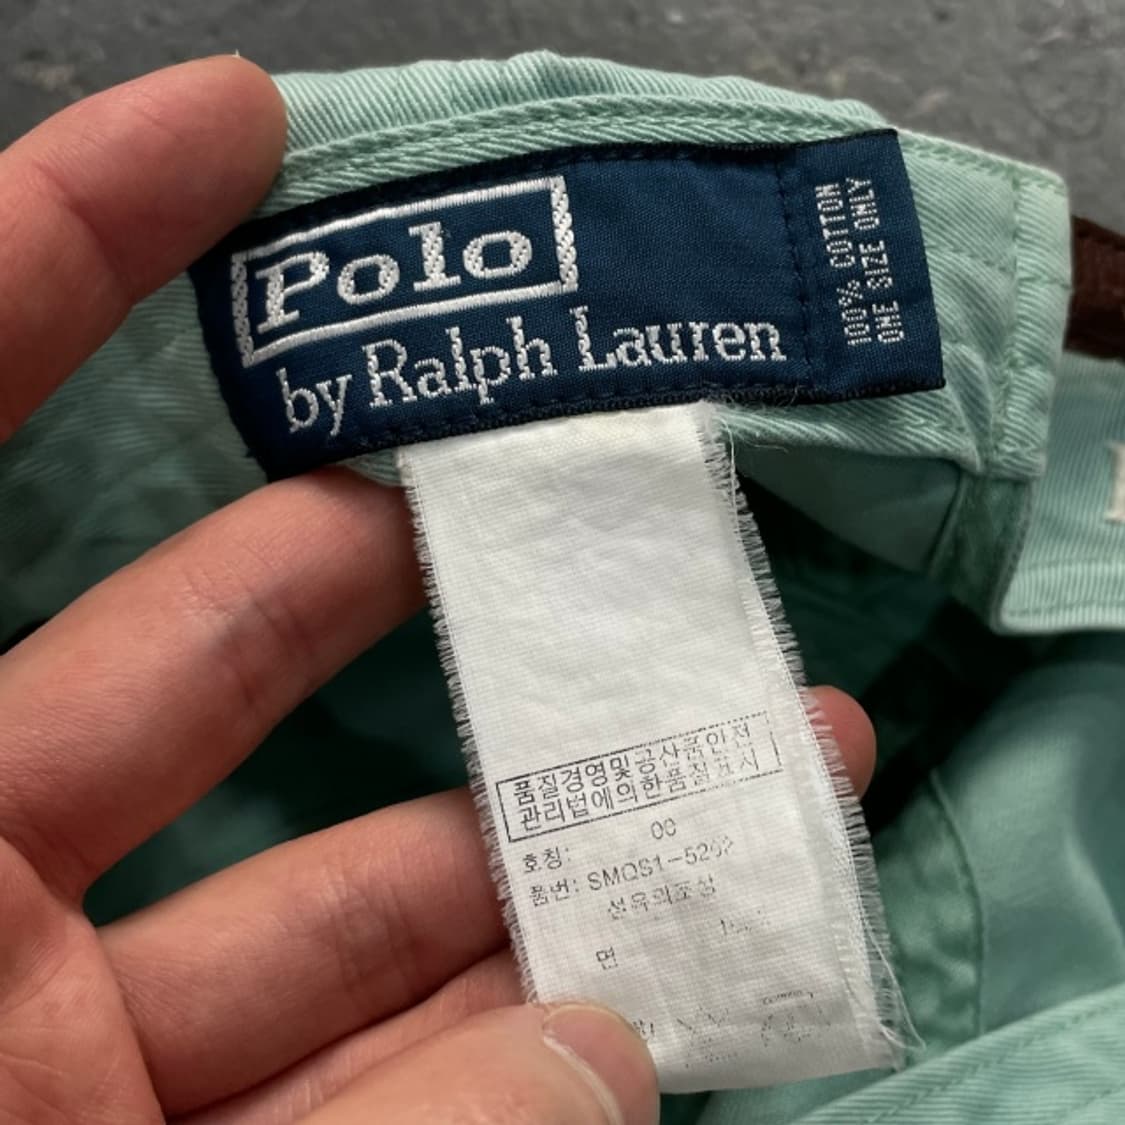 Polo
by Ralph Lauren
100% COTTON
ONE SIZE ONLY
품질경영및공산품안전
관리법에의한품질표시
호칭: 00
품번:
섬유의조성
면